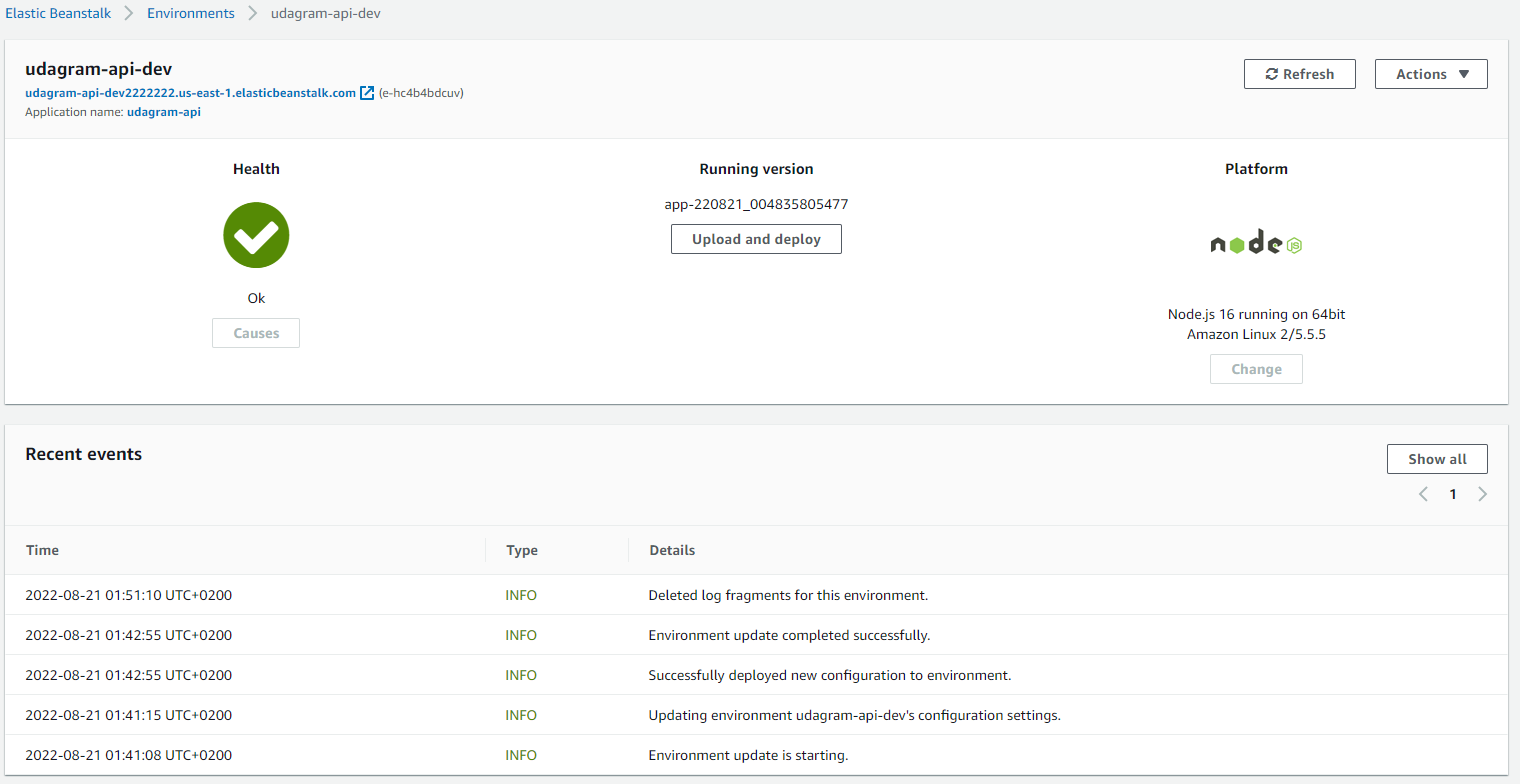 Elastic Beanstalk > Environments > udagram-api-dev
udagram-api-dev
Refresh
Actions
udagram-api-dev2222222.us-east-1.elasticbeanstalk.com (e-hc4b4bdcuv)
Application name: udagram-api
Health
Running version
Platform
app-220821_004835805477
Upload and deploy
node JS
Ok
Causes
Node.js 16 running on 64bit
Amazon Linux 2/5.5.5
Change
Recent events
Show all
1
Time Type Details
2022-08-21 01:51:10 UTC+0200 INFO Deleted log fragments for this environment.
2022-08-21 01:42:55 UTC+0200 INFO Environment update completed successfully.
2022-08-21 01:42:55 UTC+0200 INFO Successfully deployed new configuration to environment.
2022-08-21 01:41:15 UTC+0200 INFO Updating environment udagram-api-dev's configuration settings.
2022-08-21 01:41:08 UTC+0200 INFO Environment update is starting.